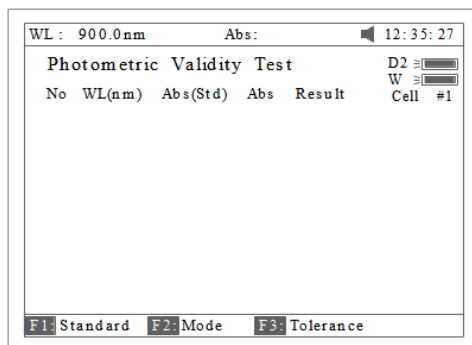 WL: 900.0nm Abs: 12:35:27
Photometric Validity Test D2
W
No WL(nm) Abs(Std) Abs Result Cell #1
F1: Standard F2: Mode F3: Tolerance